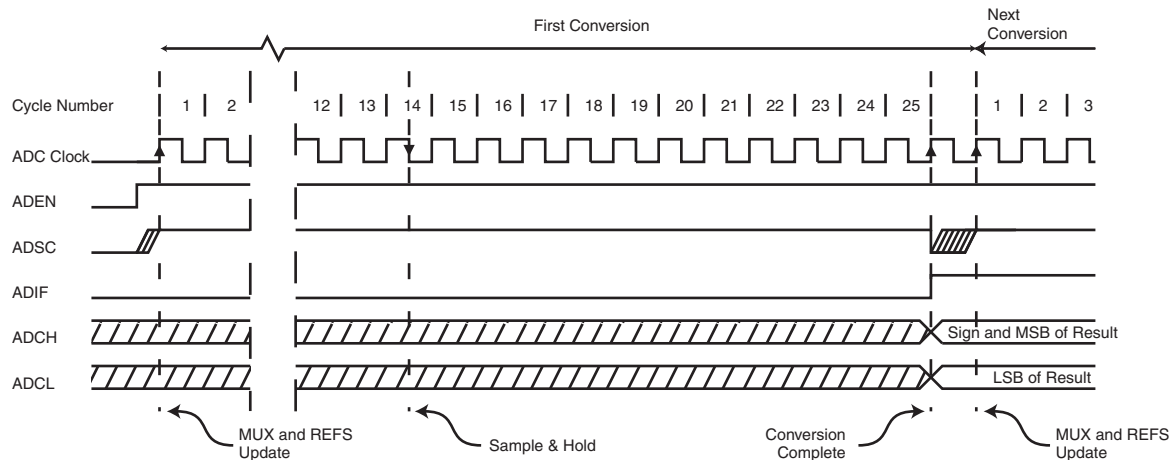 First Conversion
Next
Conversion
Cycle Number 1 2 12 13 14 15 16 17 18 19 20 21 22 23 24 25 1 2 3
ADC Clock
ADEN
ADSC
ADIF
ADCH Sign and MSB of Result
ADCL LSB of Result
MUX and REFS
Update
Sample & Hold
Conversion
Complete
MUX and REFS
Update